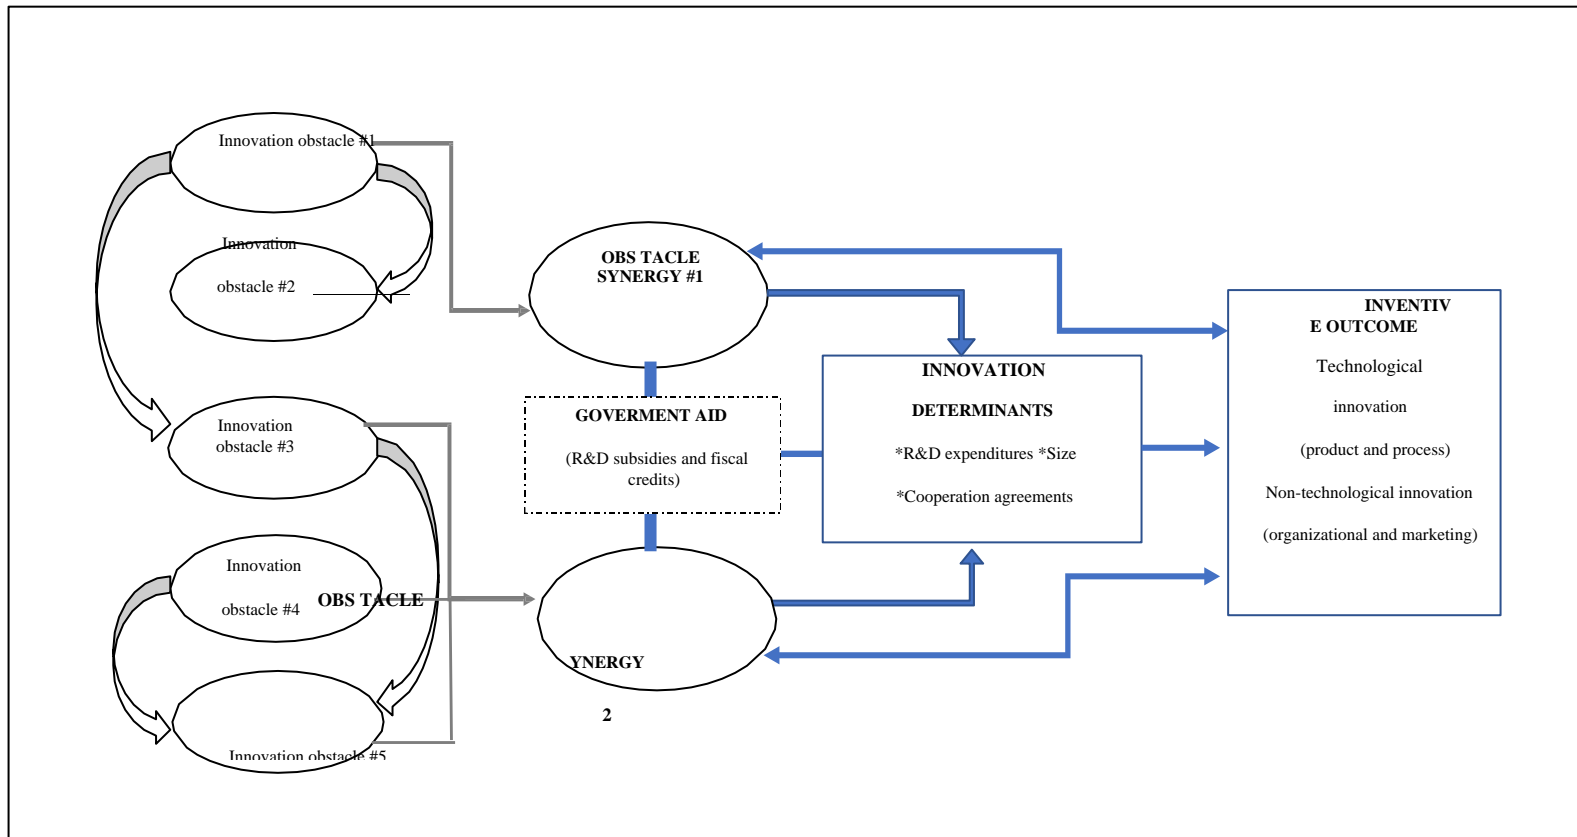 Innovation obstacle #1
Innovation
obstacle #2
Innovation
obstacle #3
Innovation
obstacle #4
OBS TACLE
Innovation obstacle #5
OBS TACLE
SYNERGY #1
GOVERMENT AID
(R&D subsidies and fiscal
credits)
YNERGY
2
INNOVATION
DETERMINANTS
*R&D expenditures *Size
*Cooperation agreements
INVENTIV
E OUTCOME
Technological
innovation
(product and process)
Non-technological innovation
(organizational and marketing)